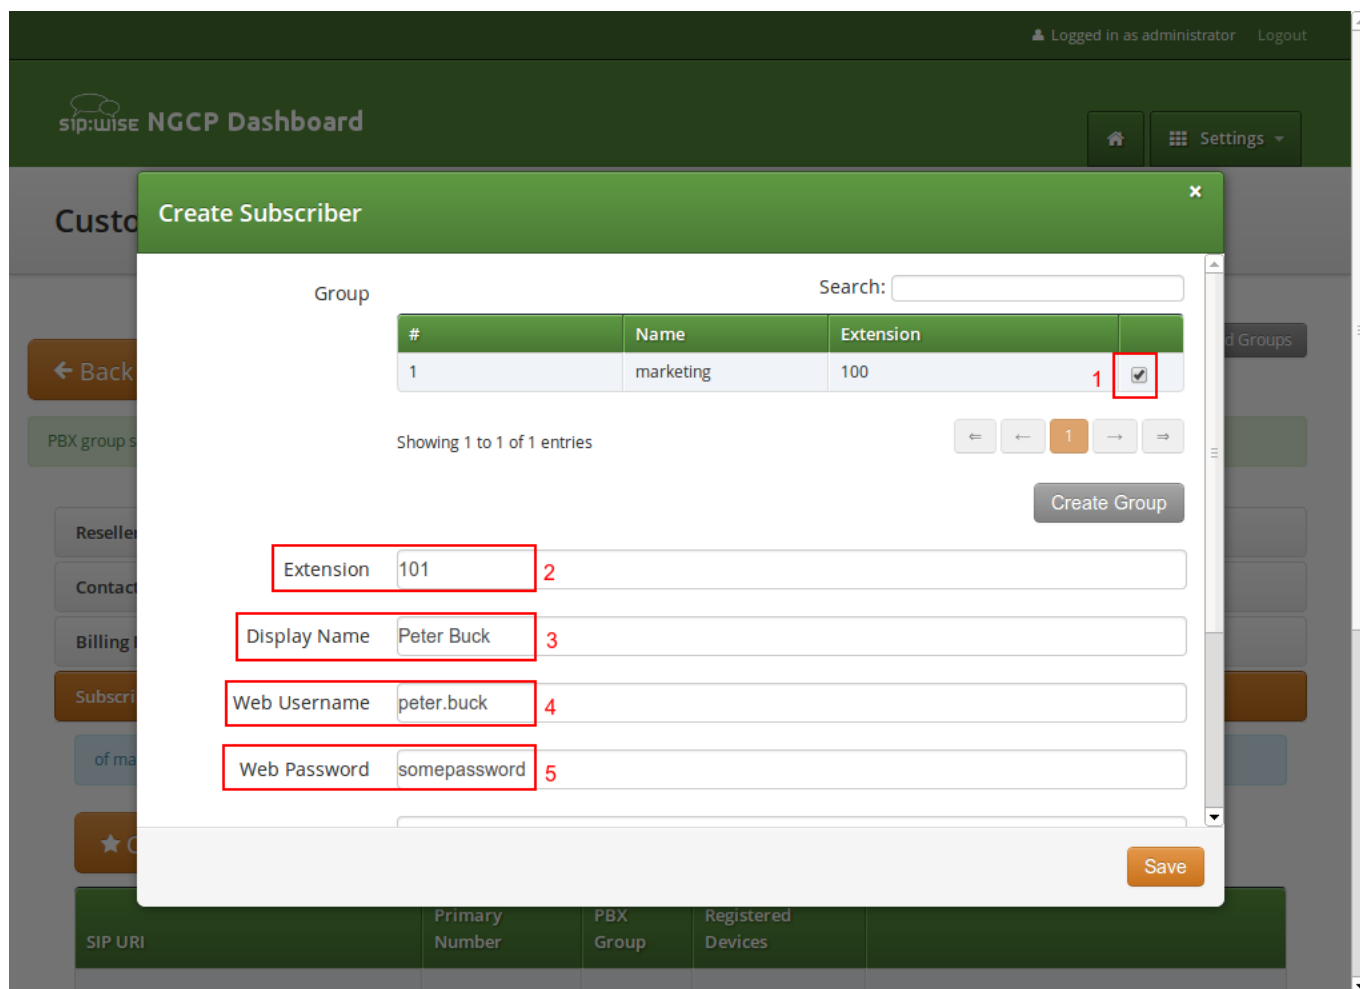 Logged in as administrator Logout
sip:wise NGCP Dashboard
Settings
Custo
Create Subscriber ×
Group
Search:
# Name Extension
1 marketing 100
1
Showing 1 to 1 of 1 entries
⇐ ← 1 → ⇒
d Groups
Back
PBX group s
Create Group
Reseller
Extension 101 2
Contact
Display Name Peter Buck 3
Billing
Web Username peter.buck 4
Subscri
Web Password somepassword 5
of ma
Save
SIP URI
Primary Number
PBX Group
Registered Devices